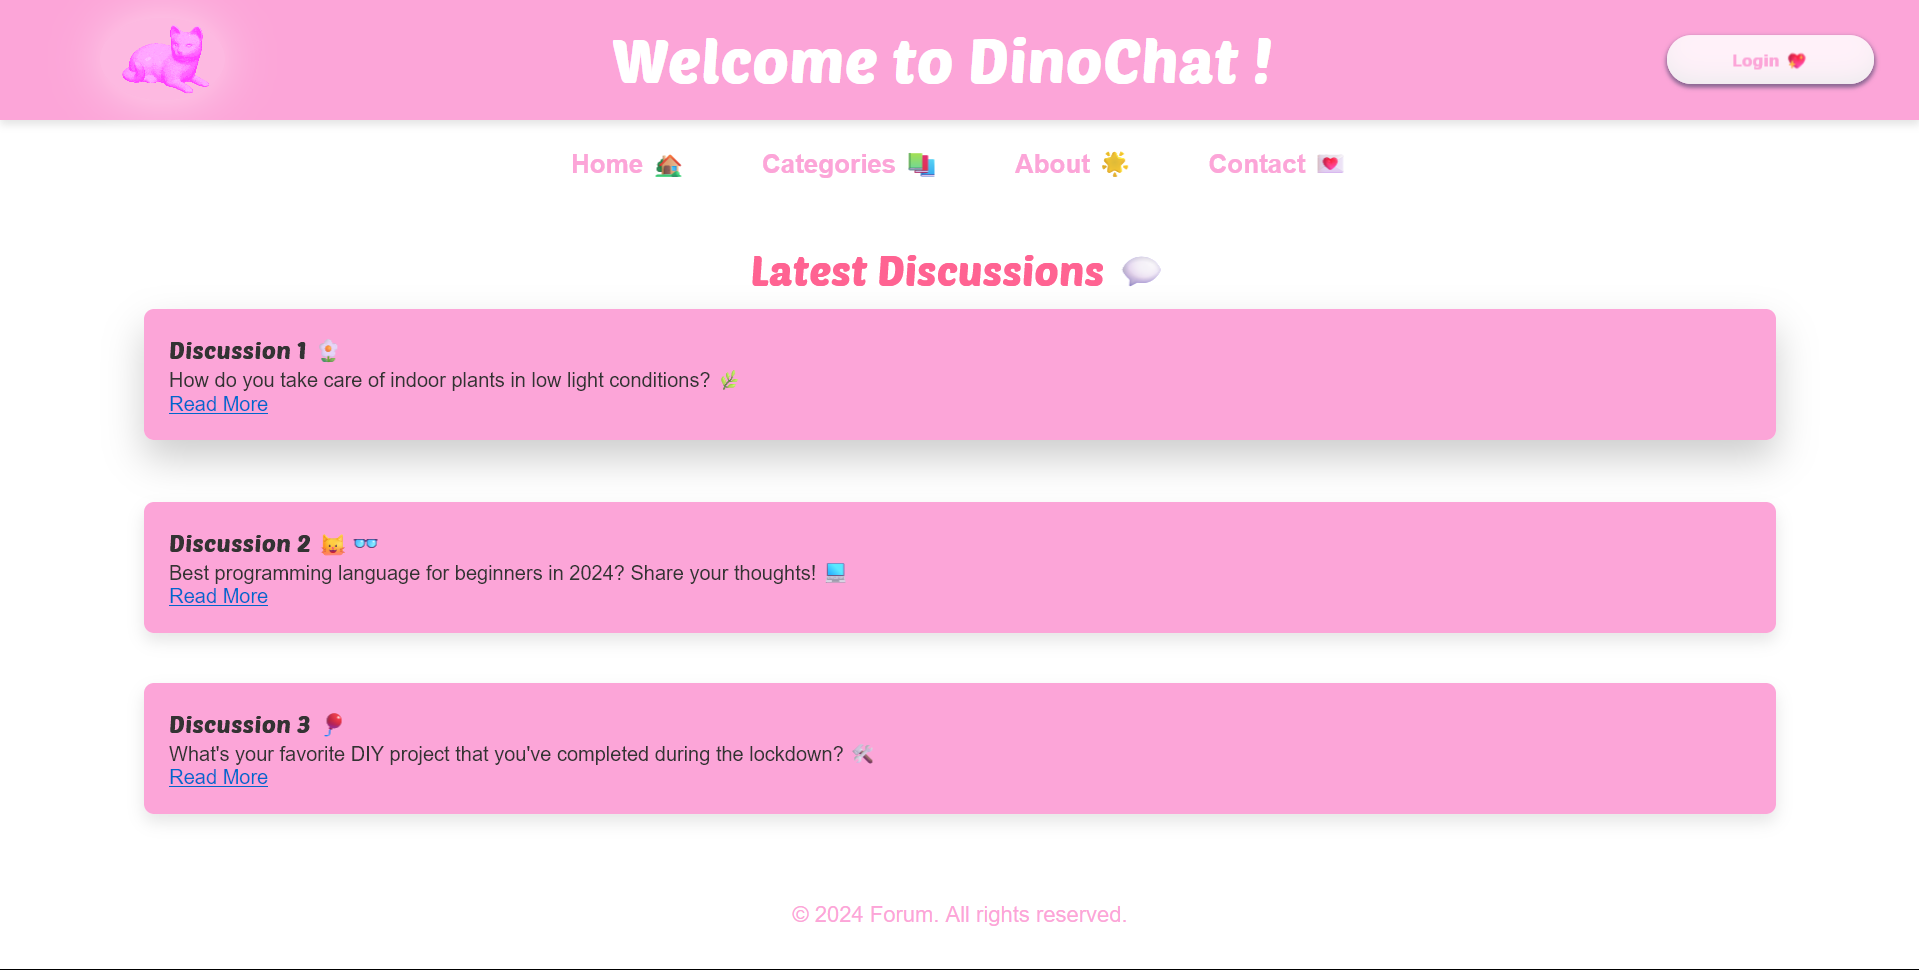 Welcome to DinoChat !
Login 💖
Home 🏡
Categories 📚
About 🌟
Contact 💌
Latest Discussions 💬
Discussion 1 🌼
How do you take care of indoor plants in low light conditions? 🌿
Read More
Discussion 2 😺 👓
Best programming language for beginners in 2024? Share your thoughts! 💻
Read More
Discussion 3 🎈
What's your favorite DIY project that you've completed during the lockdown? 🛠️
Read More
© 2024 Forum. All rights reserved.